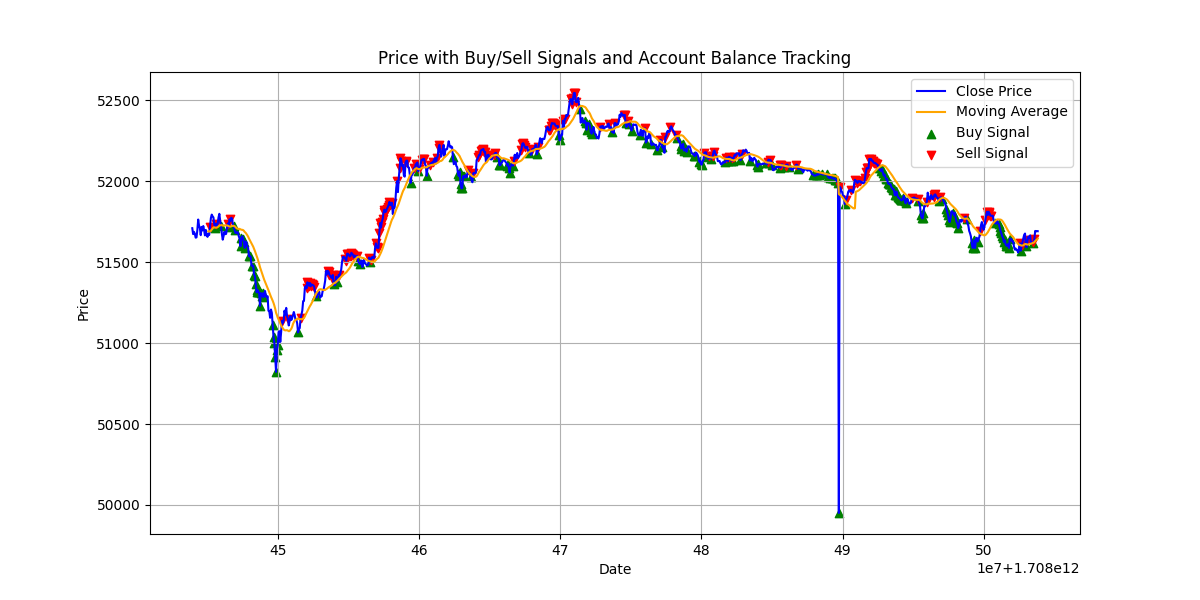 Price with Buy/Sell Signals and Account Balance Tracking
Close Price
Moving Average
Buy Signal
Sell Signal
52500
52000
51500
51000
50500
50000
Price
45 46 47 48 49 50
Date
1e7+1.708e12